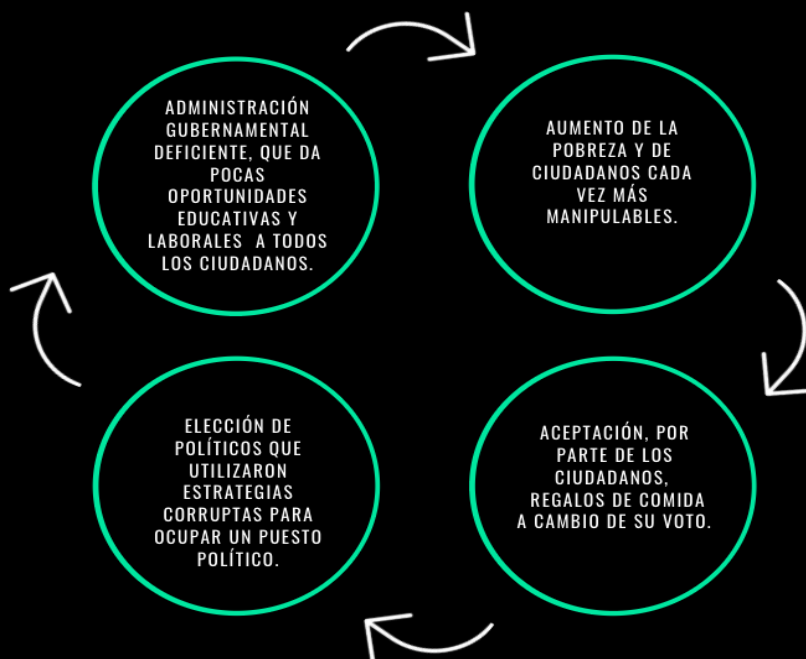 ADMINISTRACIÓN
GUBERNAMENTAL
DEFICIENTE, QUE DA
POCAS
OPORTUNIDADES
EDUCATIVAS Y
LABORALES A TODOS
LOS CIUDADANOS.
AUMENTO DE LA
POBREZA Y DE
CIUDADANOS CADA
VEZ MÁS
MANIPULABLES.
ACEPTACIÓN, POR
PARTE DE LOS
CIUDADANOS,
REGALOS DE COMIDA
A CAMBIO DE SU VOTO.
ELECCIÓN DE
POLÍTICOS QUE
UTILIZARON
ESTRATEGIAS
CORRUPTAS PARA
OCUPAR UN PUESTO
POLÍTICO.